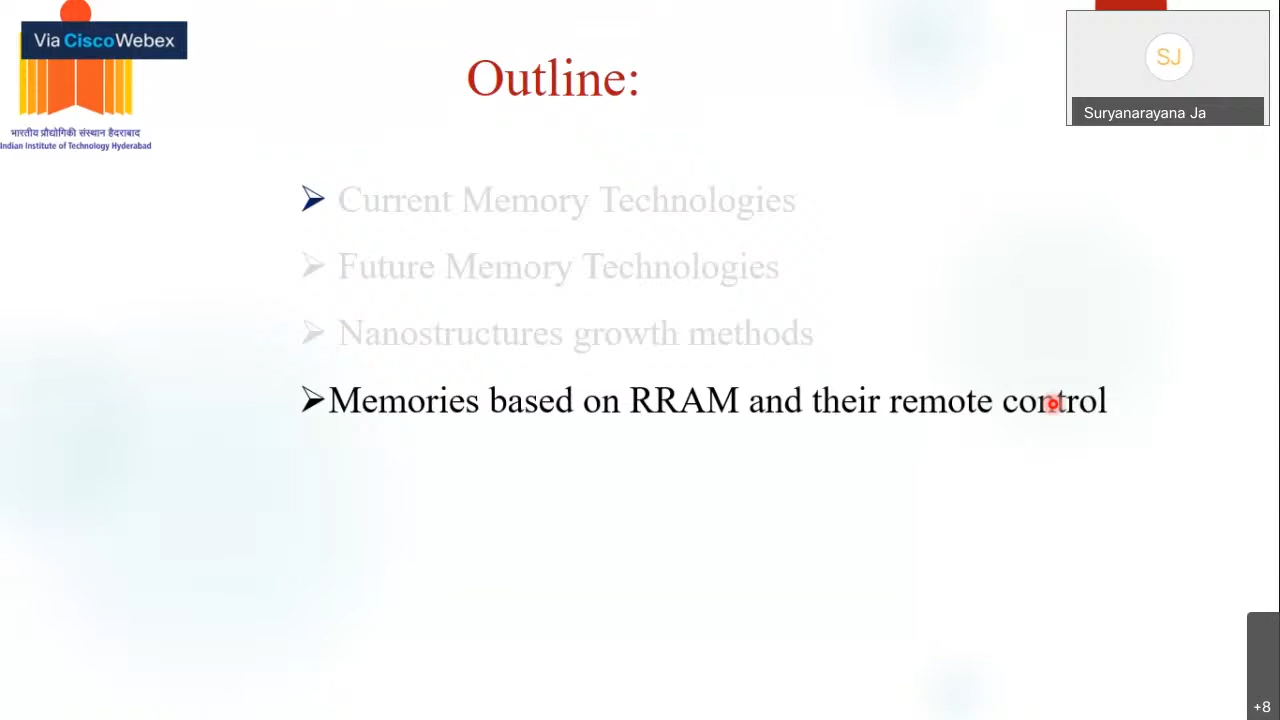 Via CiscoWebex
भारतीय प्रौद्योगिकी संस्थान हैदराबाद
Indian Institute of Technology Hyderabad
Outline:
SJ
Suryanarayana Ja
Current Memory Technologies
Future Memory Technologies
Nanostructures growth methods
Memories based on RRAM and their remote control
+8